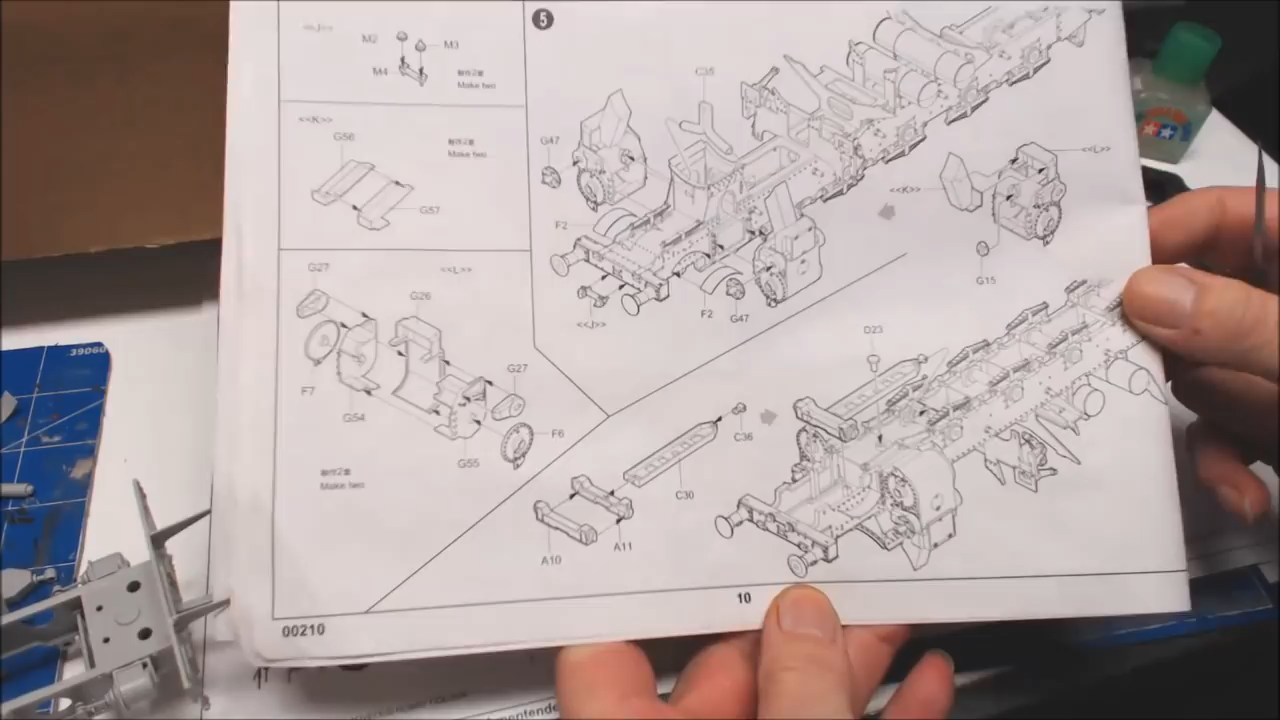 5
<<J>>
M2
M3
M4
制作2套
Make two
<<K>>
G56
制作2套
Make two
G57
<<L>>
G27
G26
G27
F7
G54
F6
G55
制作2套
Make two
C35
G47
F2
<<J>>
F2
G47
<<L>>
<<K>>
G15
D23
C36
C30
A10
A11
10
00210
39060
TAMIYA